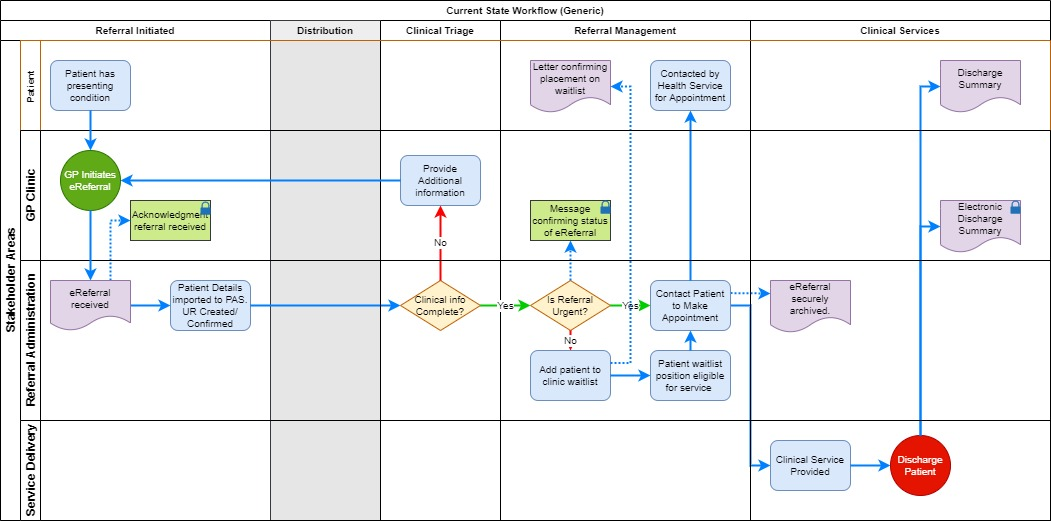 Current State Workflow (Generic)
Referral Initiated
Distribution
Clinical Triage
Referral Management
Clinical Services
Stakeholder Areas
Patient
Patient has
presenting
condition
Letter confirming
placement on
waitlist
Contacted by
Health Service
for Appointment
Discharge
Summary
GP Clinic
GP Initiates
eReferral
Acknowledgment
referral received
Provide
Additional
information
No
Message
confirming status
of eReferral
Electronic
Discharge
Summary
Referral Administration
eReferral
received
Patient Details
imported to PAS.
UR Created/
Confirmed
Clinical info
Complete?
Yes
Is Referral
Urgent?
Yes
No
Contact Patient
to Make
Appointment
eReferral
securely
archived.
Add patient to
clinic waitlist
Patient waitlist
position eligible
for service
Service Delivery
Clinical Service
Provided
Discharge
Patient